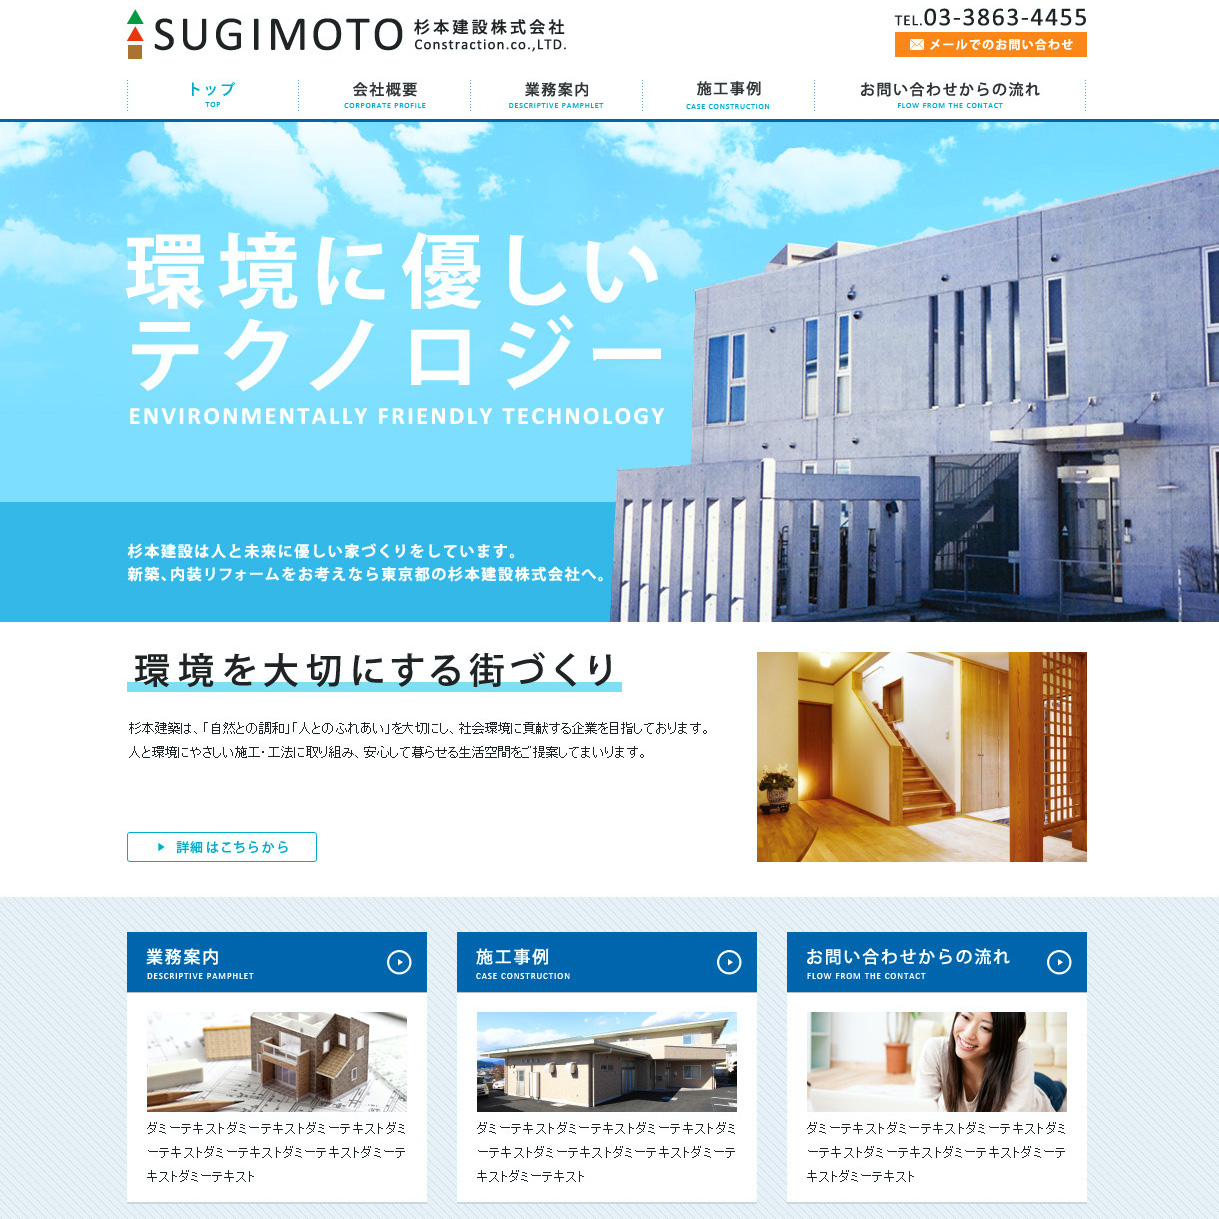 SUGIMOTO 杉本建設株式会社
Constraction.co.,LTD.
TEL.03-3863-4455
メールでのお問い合わせ
トップ
TOP
会社概要
CORPORATE PROFILE
業務案内
DESCRIPTIVE PAMPHLET
施工事例
CASE CONSTRUCTION
お問い合わせからの流れ
FLOW FROM THE CONTACT
環境に優しい
テクノロジー
ENVIRONMENTALLY FRIENDLY TECHNOLOGY
杉本建設は人と未来に優しい家づくりをしています。
新築、内装リフォームをお考えなら東京都の杉本建設株式会社へ。
環境を大切にする街づくり
杉本建築は、「自然との調和」「人とのふれあい」を大切にし、社会環境に貢献する企業を目指しております。
人と環境にやさしい施工・工法に取り組み、安心して暮らせる生活空間をご提案してまいります。
詳細はこちらから
業務案内
DESCRIPTIVE PAMPHLET
ダミーテキストダミーテキストダミーテキストダミ
ーテキストダミーテキストダミーテキストダミーテ
キストダミーテキスト
施工事例
CASE CONSTRUCTION
ダミーテキストダミーテキストダミーテキストダミ
ーテキストダミーテキストダミーテキストダミーテ
キストダミーテキスト
お問い合わせからの流れ
FLOW FROM THE CONTACT
ダミーテキストダミーテキストダミーテキストダミ
ーテキストダミーテキストダミーテキストダミーテ
キストダミーテキスト